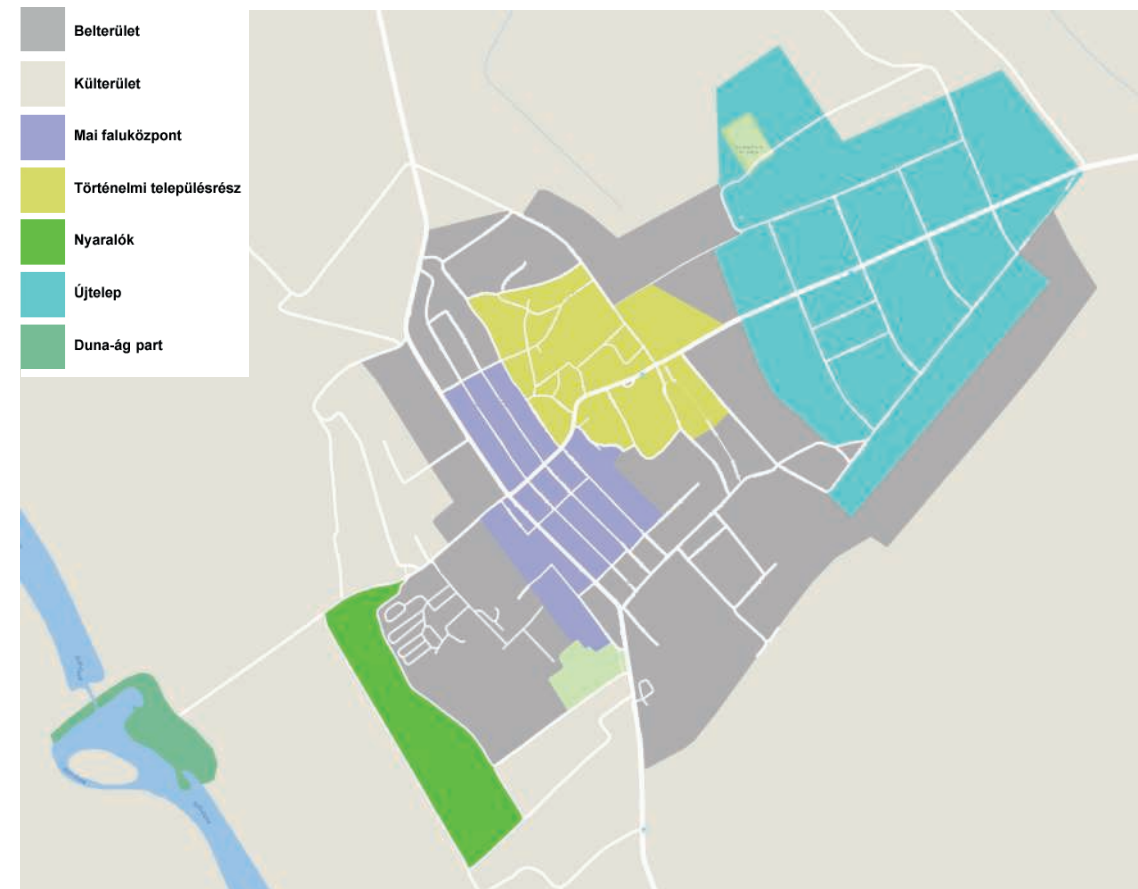 Belterület
Külterület
Mai faluközpont
Történelmi településrész
Nyaralók
Újtelep
Duna-ág part